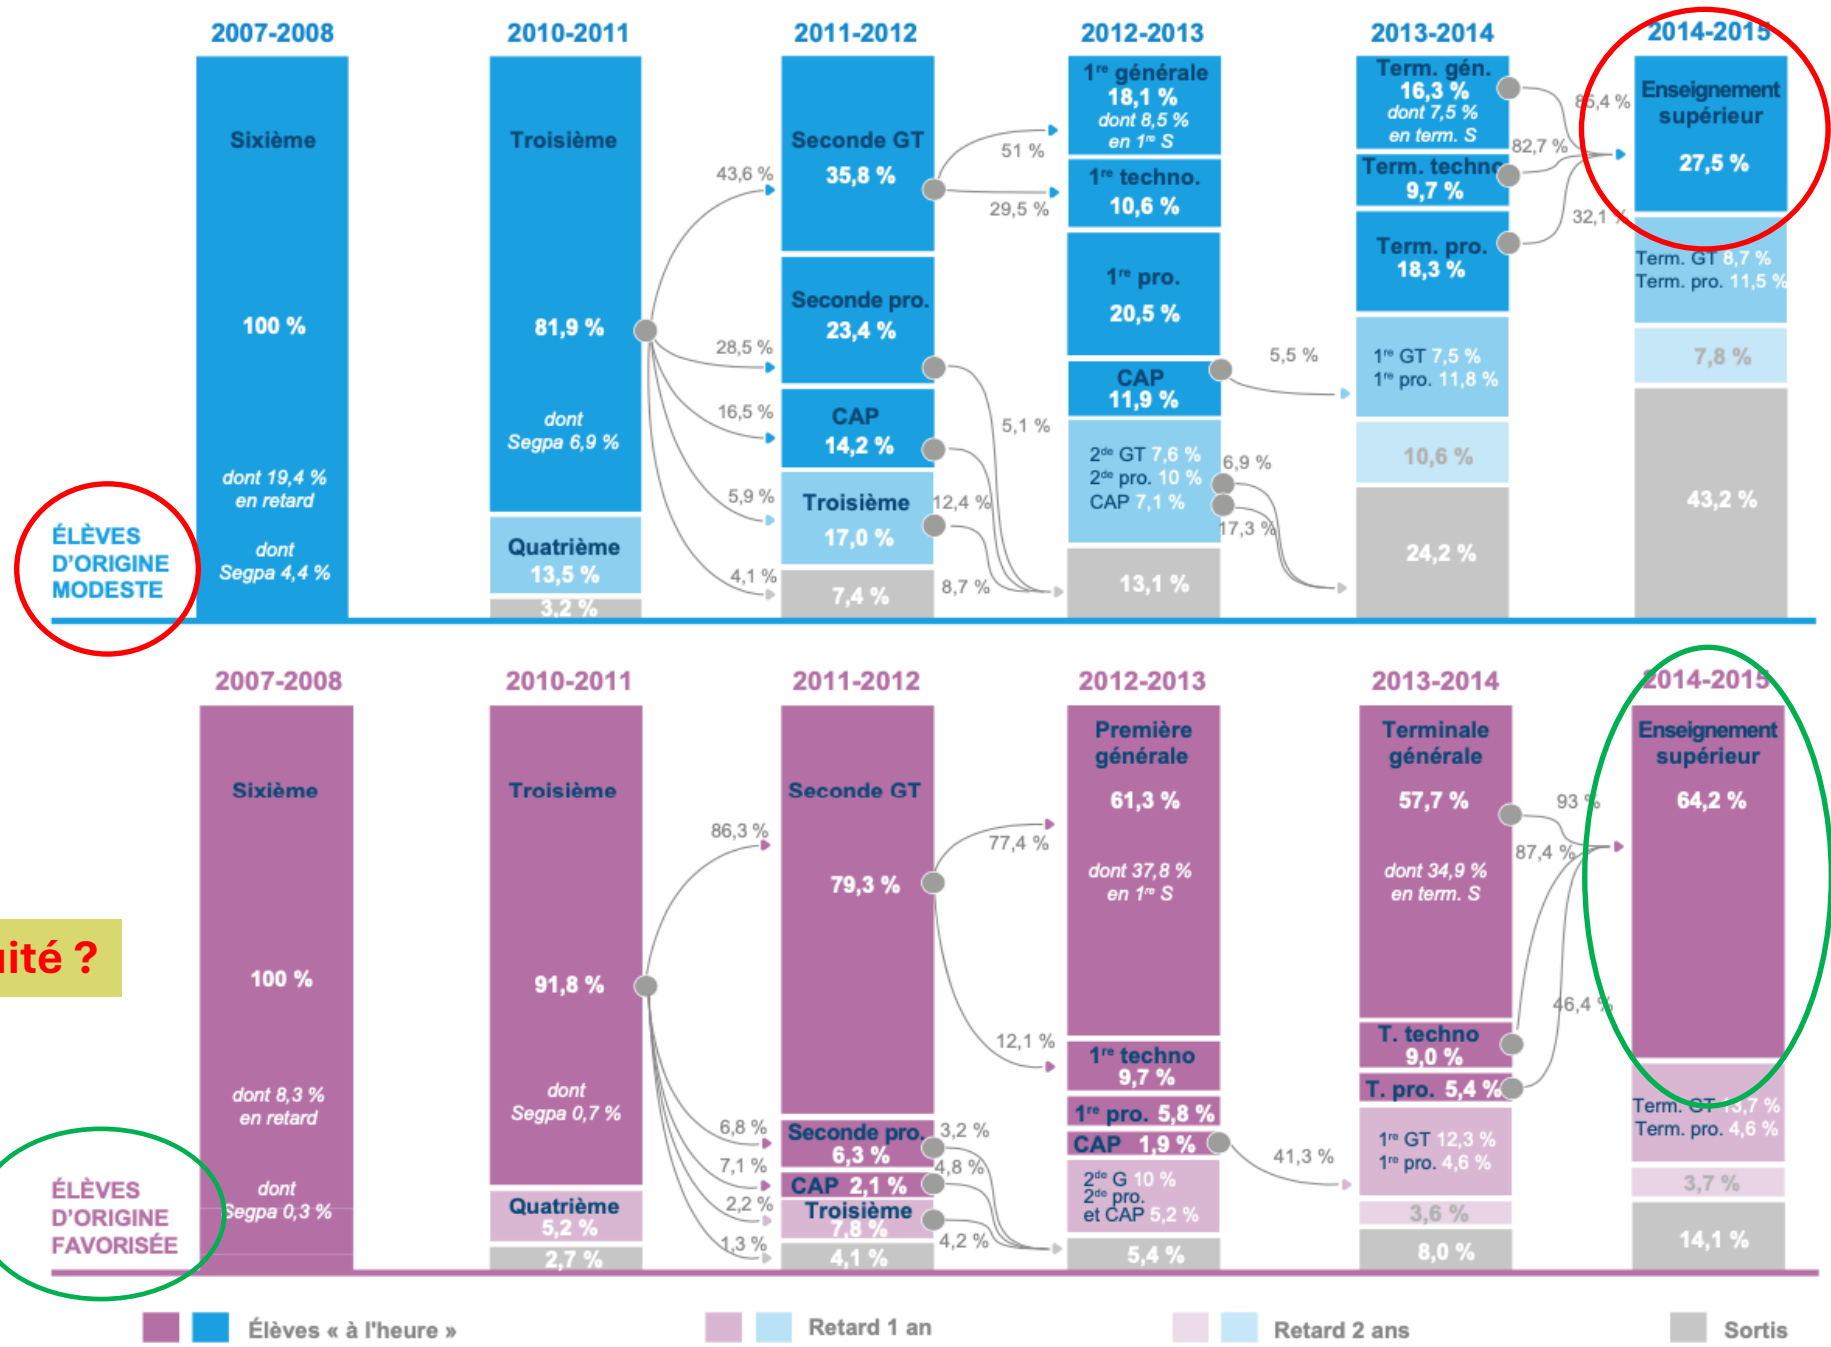 2007-2008
2010-2011
2011-2012
2012-2013
2013-2014
2014-2015
Sixième
100 %
dont 19,4 %
en retard
dont
Segpa 4,4 %
ÉLÈVES
D'ORIGINE
MODESTE
Troisième
81,9 %
dont
Segpa 6,9 %
Quatrième
13,5 %
3,2 %
43,6 %
28,5 %
16,5 %
5,9 %
4,1 %
Seconde GT
35,8 %
Seconde pro.
23,4 %
CAP
14,2 %
Troisième
17,0 %
7,4 %
51 %
29,5 %
5,1 %
12,4 %
8,7 %
1re générale
18,1 %
dont 8,5 %
en 1re S
1re techno.
10,6 %
1re pro.
20,5 %
CAP
11,9 %
2de GT 7,6 %
2de pro. 10 %
CAP 7,1 %
13,1 %
5,5 %
6,9 %
17,3 %
Term. gén.
16,3 %
dont 7,5 %
en term. S
Term. techno
9,7 %
Term. pro.
18,3 %
1re GT 7,5 %
1re pro. 11,8 %
10,6 %
24,2 %
85,4 %
82,7 %
32,1 %
Enseignement
supérieur
27,5 %
Term. GT 8,7 %
Term. pro. 11,5 %
7,8 %
43,2 %
2007-2008
2010-2011
2011-2012
2012-2013
2013-2014
2014-2015
Sixième
100 %
dont 8,3 %
en retard
dont
Segpa 0,3 %
uité ?
ÉLÈVES
D'ORIGINE
FAVORISÉE
Troisième
91,8 %
dont
Segpa 0,7 %
Quatrième
5,2 %
2,7 %
86,3 %
6,8 %
7,1 %
2,2 %
1,3 %
Seconde GT
79,3 %
Seconde pro.
6,3 %
CAP 2,1 %
Troisième
7,8 %
4,1 %
77,4 %
12,1 %
3,2 %
4,8 %
4,2 %
Première
générale
61,3 %
dont 37,8 %
en 1re S
1re techno
9,7 %
1re pro. 5,8 %
CAP 1,9 %
2de G 10 %
2de pro.
et CAP 5,2 %
5,4 %
41,3 %
Terminale
générale
57,7 %
dont 34,9 %
en term. S
T. techno
9,0 %
T. pro. 5,4 %
1re GT 12,3 %
1re pro. 4,6 %
3,6 %
8,0 %
93 %
87,4 %
46,4 %
Enseignement
supérieur
64,2 %
Term. GT 13,7 %
Term. pro. 4,6 %
3,7 %
14,1 %
Élèves « à l'heure »
Retard 1 an
Retard 2 ans
Sortis